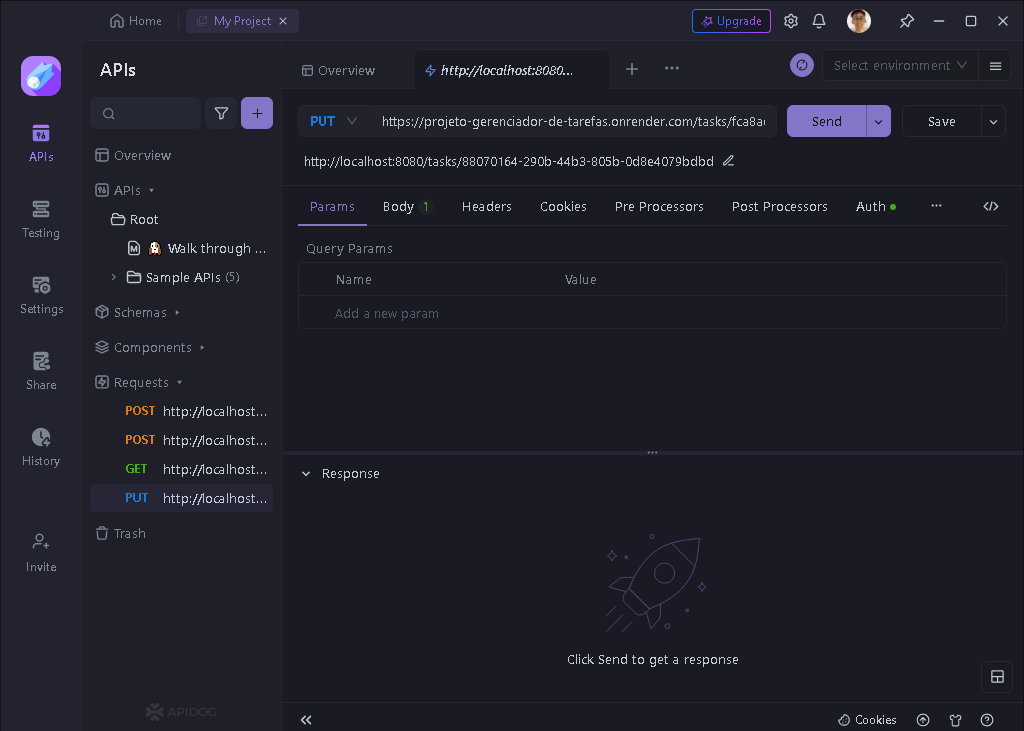 Home
My Project
Upgrade
APIs
Overview
http://localhost:8080...
Select environment
PUT
https://projeto-gerenciador-de-tarefas.onrender.com/tasks/fca8a
Send
Save
http://localhost:8080/tasks/88070164-290b-44b3-805b-0d8e4079bdbd
Params
Body 1
Headers
Cookies
Pre Processors
Post Processors
Auth
...
Query Params
Name Value
Add a new param
Response
Click Send to get a response
APIs
Testing
Settings
Share
History
Invite
Overview
APIs
Root
Walk through ...
Sample APIs (5)
Schemas
Components
Requests
POST http://localhost...
POST http://localhost...
GET http://localhost...
PUT http://localhost...
Trash
APIDOG
Cookies